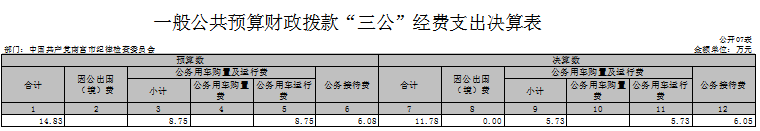 一般公共预算财政拨款“三公”经费支出决算表
公开07表
部门：中国共产党南宫市纪律检查委员会 金额单位：万元
预算数 决算数
合计 因公出国（境）费 公务用车购置及运行费 公务接待费 合计 因公出国（境）费 公务用车购置及运行费 公务接待费
小计 公务用车购置费 公务用车运行费 小计 公务用车购置费 公务用车运行费
1 2 3 4 5 6 7 8 9 10 11 12
14.83 8.75 8.75 6.08 11.78 0.00 5.73 5.73 6.05